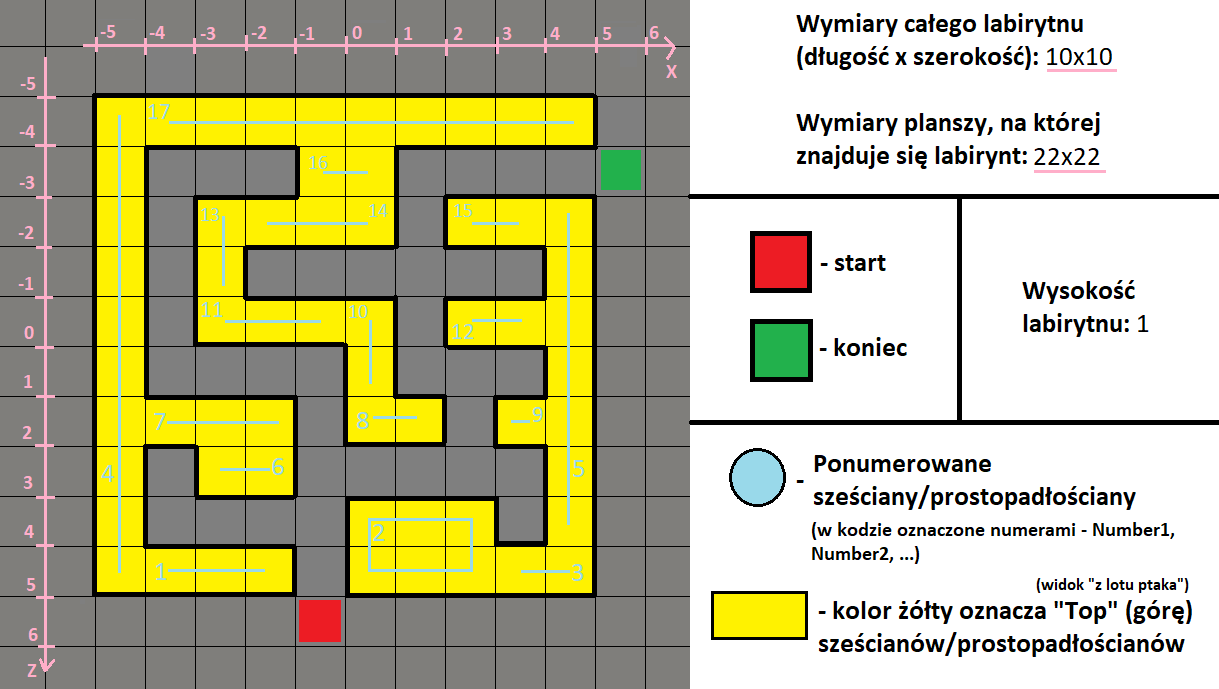 -5 -4 -3 -2 -1 0 1 2 3 4 5 6
X
-5
-4
-3
-2
-1
0
1
2
3
4
5
6
Z
17
16
13
14
15
11
10
12
7
8
9
4
6
5
2
1
3
Wymiary całego labirytnu
(długość x szerokość): 10x10
Wymiary planszy, na której
znajduje się labirynt: 22x22
- start
- koniec
Wysokość
labirytnu: 1
- Ponumerowane
sześciany/prostopadłościany
(w kodzie oznaczone numerami - Number1,
Number2, ...)
(widok "z lotu ptaka")
- kolor żółty oznacza "Top" (górę)
sześcianów/prostopadłościanów